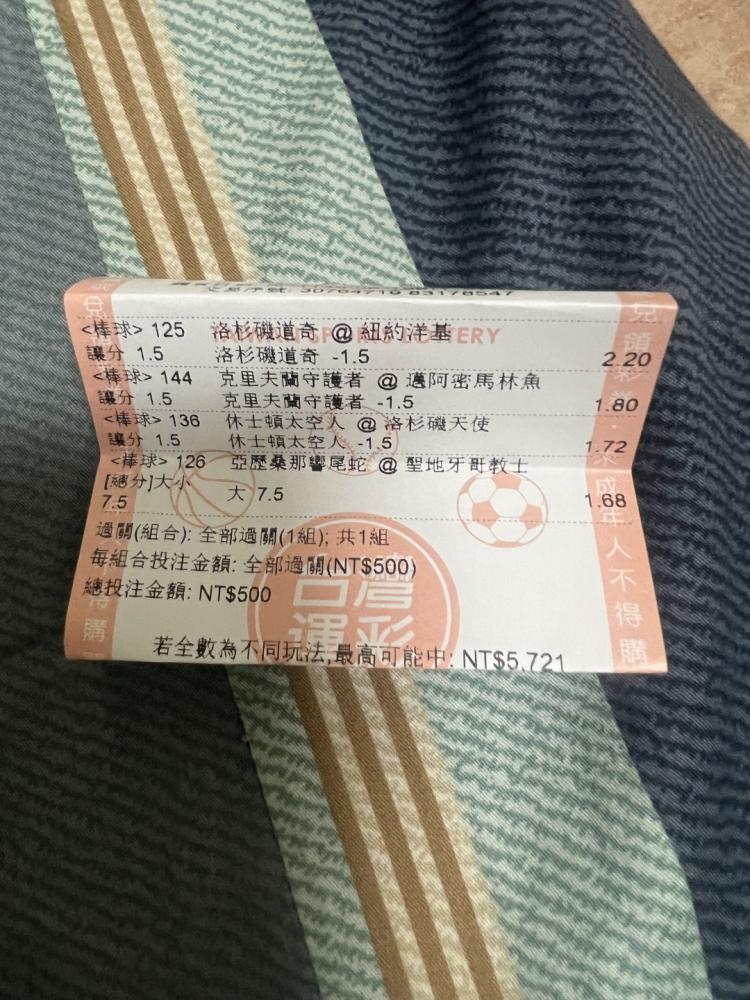 <棒球> 125 洛杉磯道奇 @ 紐約洋基
讓分 1.5 洛杉磯道奇 -1.5 2.20
<棒球> 144 克里夫蘭守護者 @ 邁阿密馬林魚
讓分 1.5 克里夫蘭守護者 -1.5 1.80
<棒球> 136 休士頓太空人 @ 洛杉磯天使
讓分 1.5 休士頓太空人 -1.5 1.72
<棒球> 126 亞歷桑那響尾蛇 @ 聖地牙哥教士
[總分]大小
7.5 大 7.5 1.68
過關(組合): 全部過關(1組); 共1組
每組合投注金額: 全部過關(NT$500)
總投注金額: NT$500
台灣
運彩
若全數為不同玩法,最高可能中: NT$5,721
人不得購